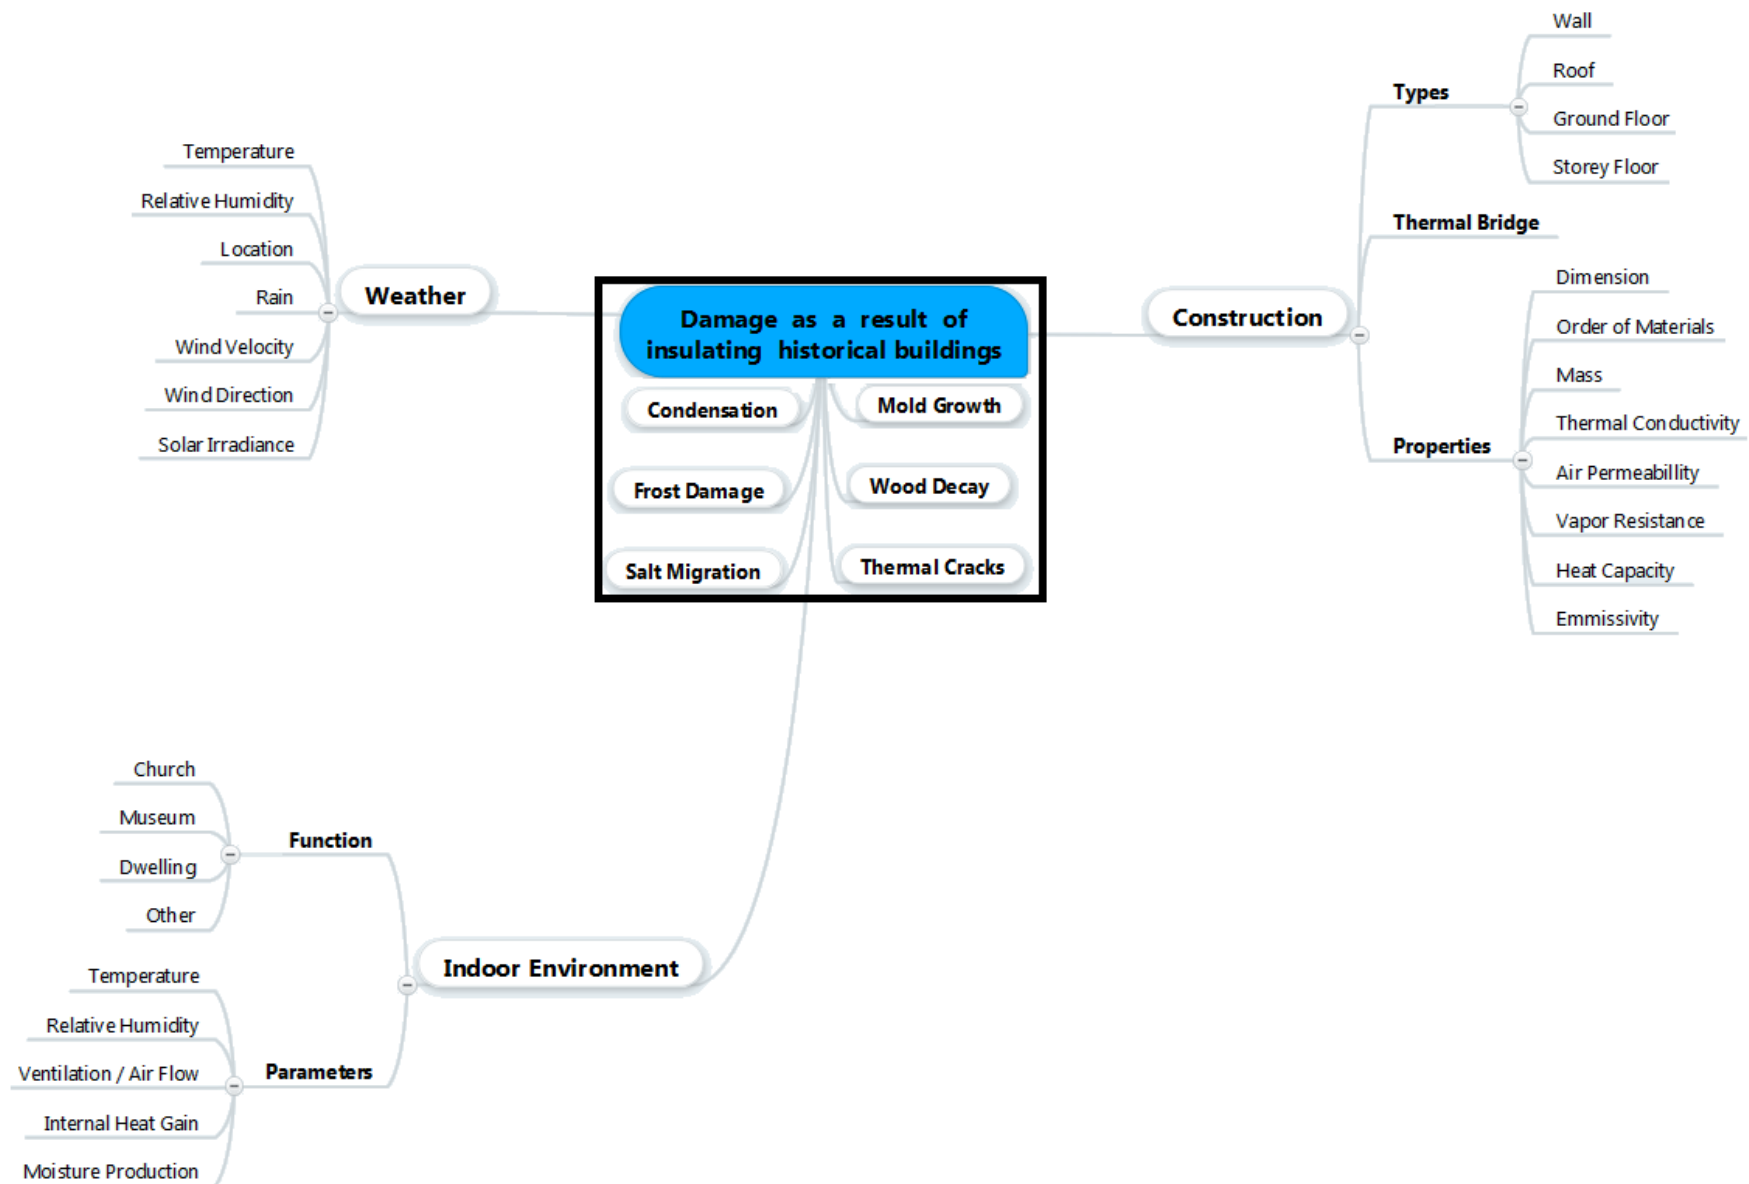 Temperature
Relative Humidity
Location
Rain
Wind Velocity
Wind Direction
Solar Irradiance
Weather
Damage as a result of
insulating historical buildings
Condensation
Mold Growth
Frost Damage
Wood Decay
Salt Migration
Thermal Cracks
Construction
Types
Wall
Roof
Ground Floor
Storey Floor
Thermal Bridge
Properties
Dimension
Order of Materials
Mass
Thermal Conductivity
Air Permeabillity
Vapor Resistance
Heat Capacity
Emmissivity
Indoor Environment
Function
Church
Museum
Dwelling
Other
Parameters
Temperature
Relative Humidity
Ventilation / Air Flow
Internal Heat Gain
Moisture Production